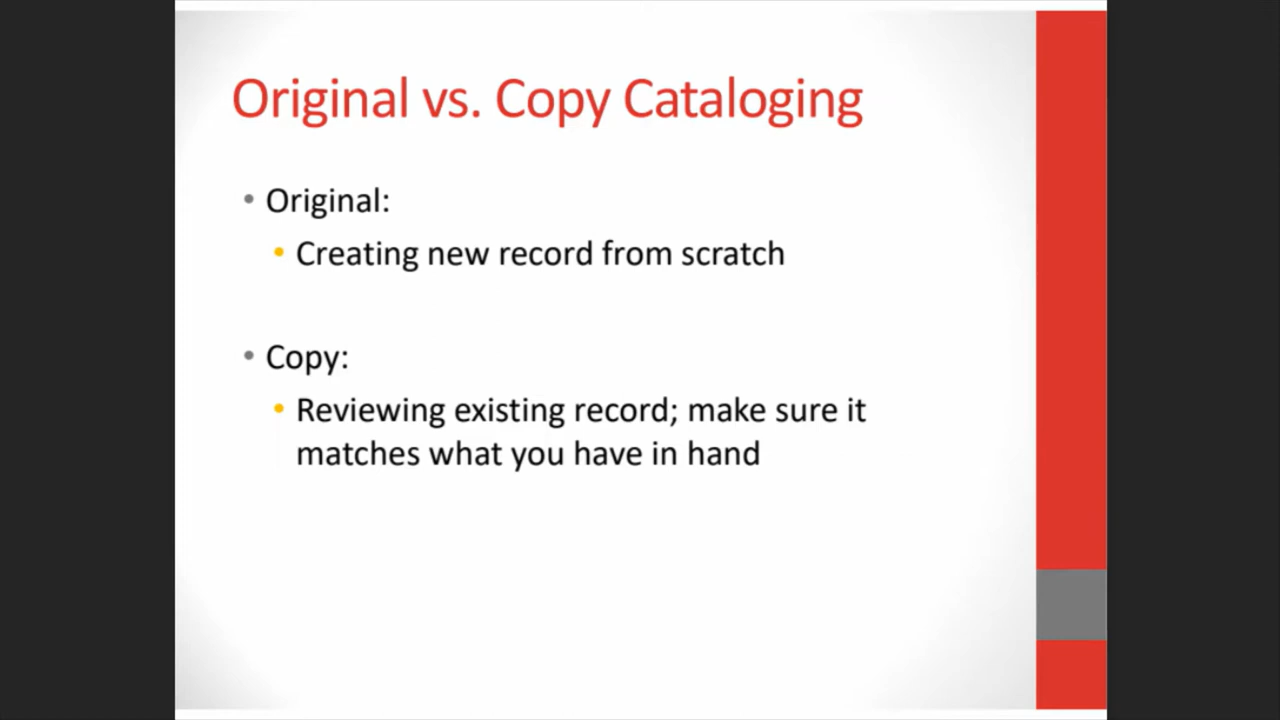 Original vs. Copy Cataloging
• Original:
• Creating new record from scratch
• Copy:
• Reviewing existing record; make sure it
matches what you have in hand